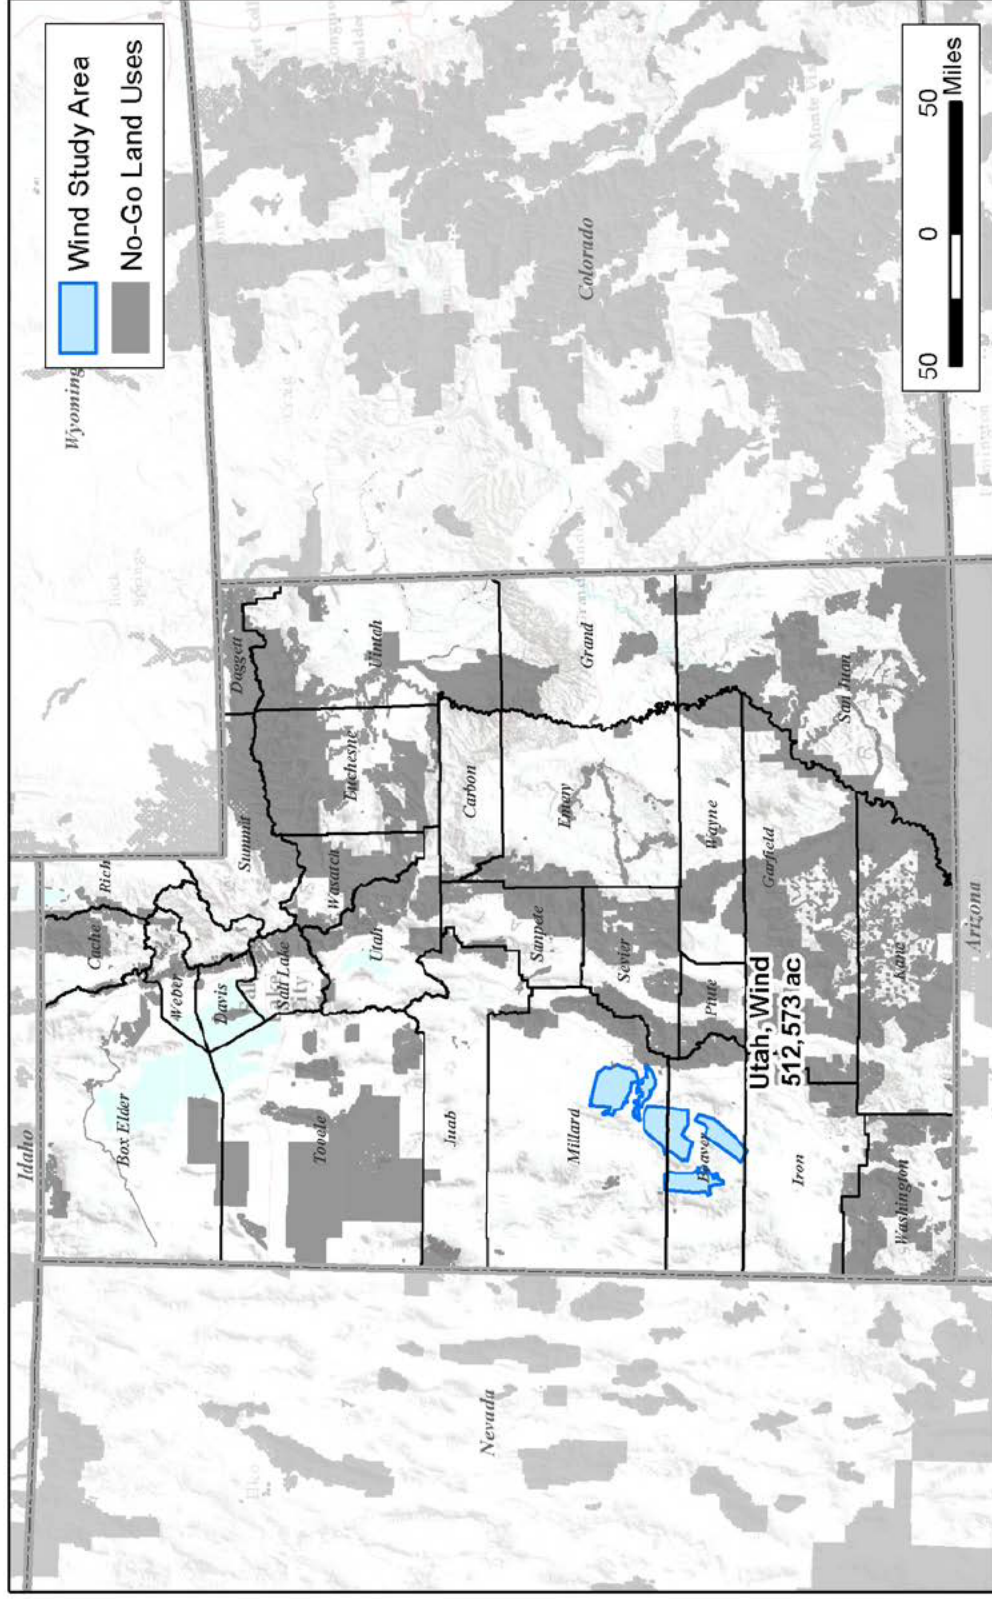 Wind Study Area
No-Go Land Uses
50
0
50
Miles
Idaho
Wyoming
Nevada
Colorado
Arizona
Box Elder
Cache
Rich
Weber
Davis
Salt Lake
Summit
Daggett
Tooele
Utah
Wasatch
Duchesne
Uintah
Juab
Carbon
Millard
Sanpete
Emery
Grand
Sevier
Beaver
Piute
Wayne
Utah, Wind
512,573 ac
Iron
Garfield
San Juan
Washington
Kane